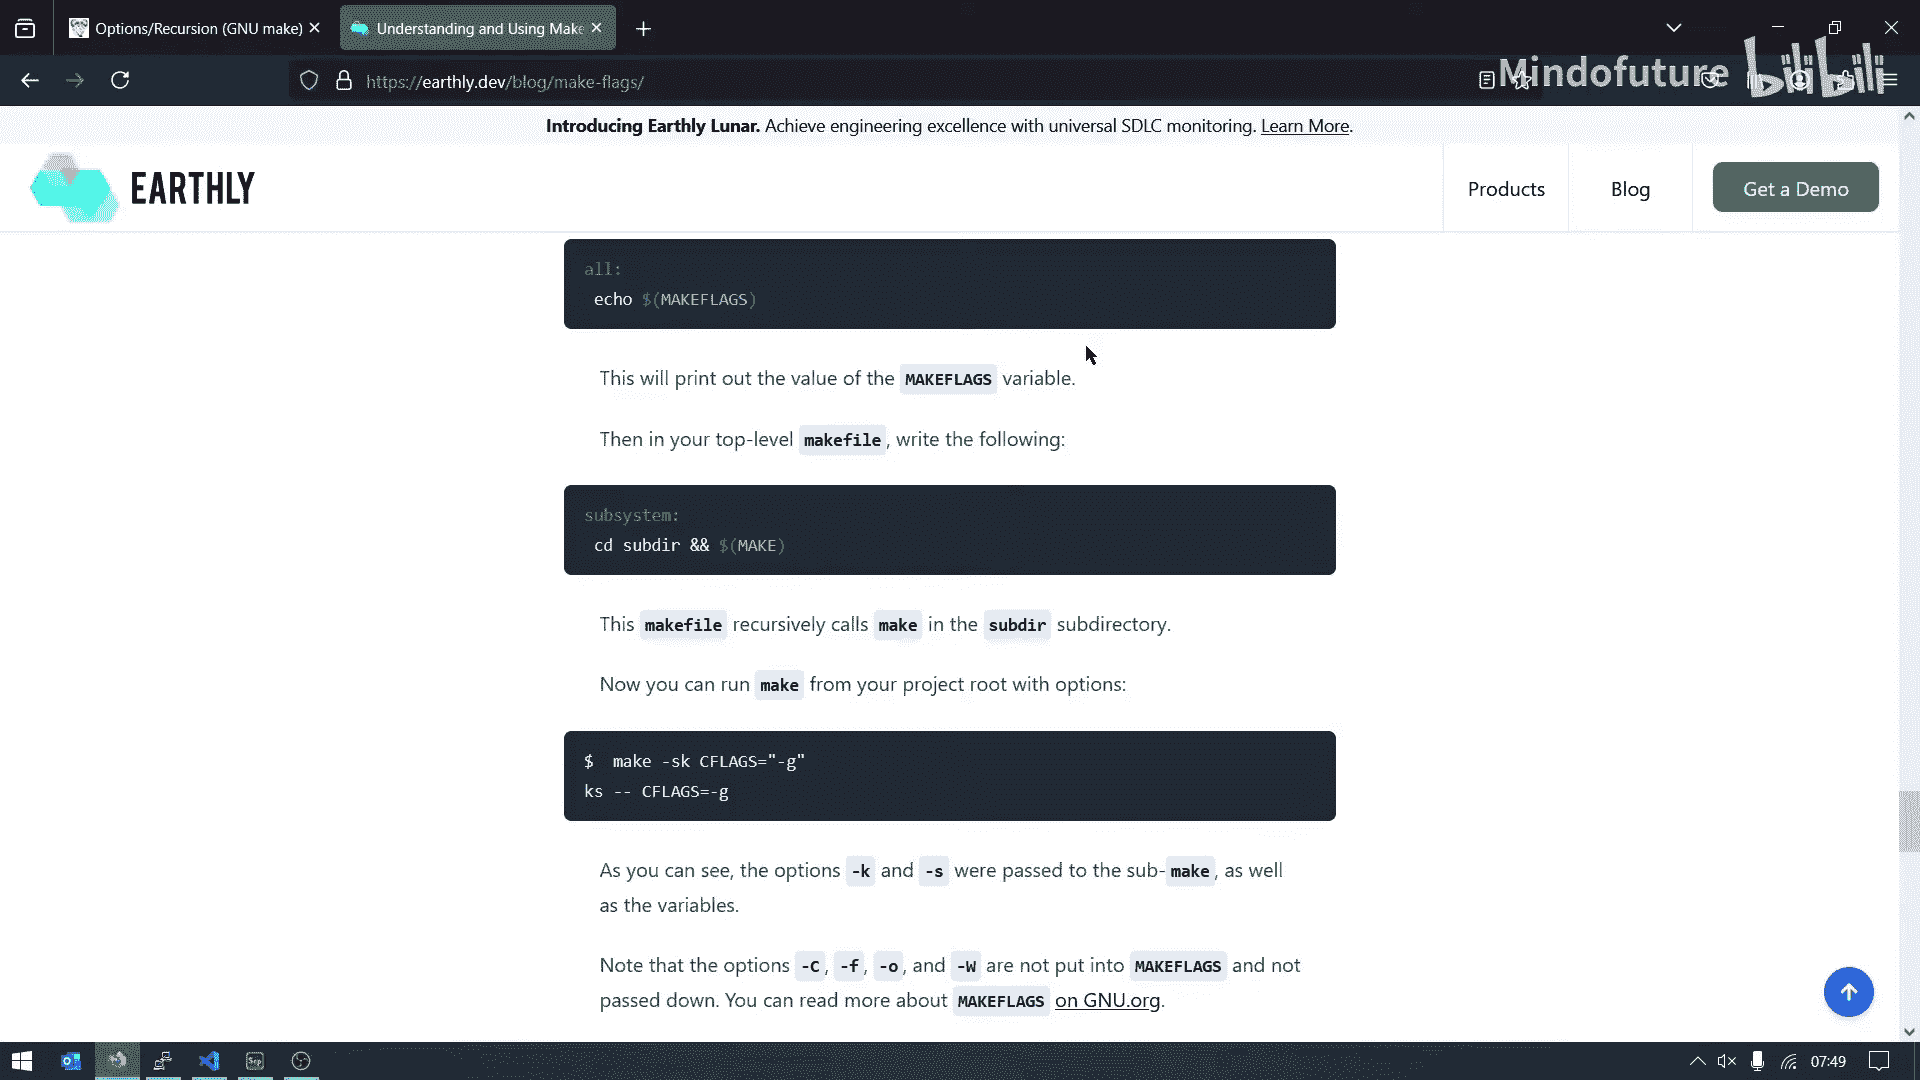 Options/Recursion (GNU make)
Understanding and Using Make
https://earthly.dev/blog/make-flags/
Mindofuture bilibili
Introducing Earthly Lunar. Achieve engineering excellence with universal SDLC monitoring. Learn More.
EARTHLY
Products
Blog
Get a Demo
all:
echo $(MAKEFLAGS)
This will print out the value of the MAKEFLAGS variable.
Then in your top-level makefile, write the following:
subsystem:
cd subdir && $(MAKE)
This makefile recursively calls make in the subdir subdirectory.
Now you can run make from your project root with options:
$ make -sk CFLAGS="-g"
ks -- CFLAGS=-g
As you can see, the options -k and -s were passed to the sub-make, as well
as the variables.
Note that the options -C, -f, -o, and -W are not put into MAKEFLAGS and not
passed down. You can read more about MAKEFLAGS on GNU.org.
07:49